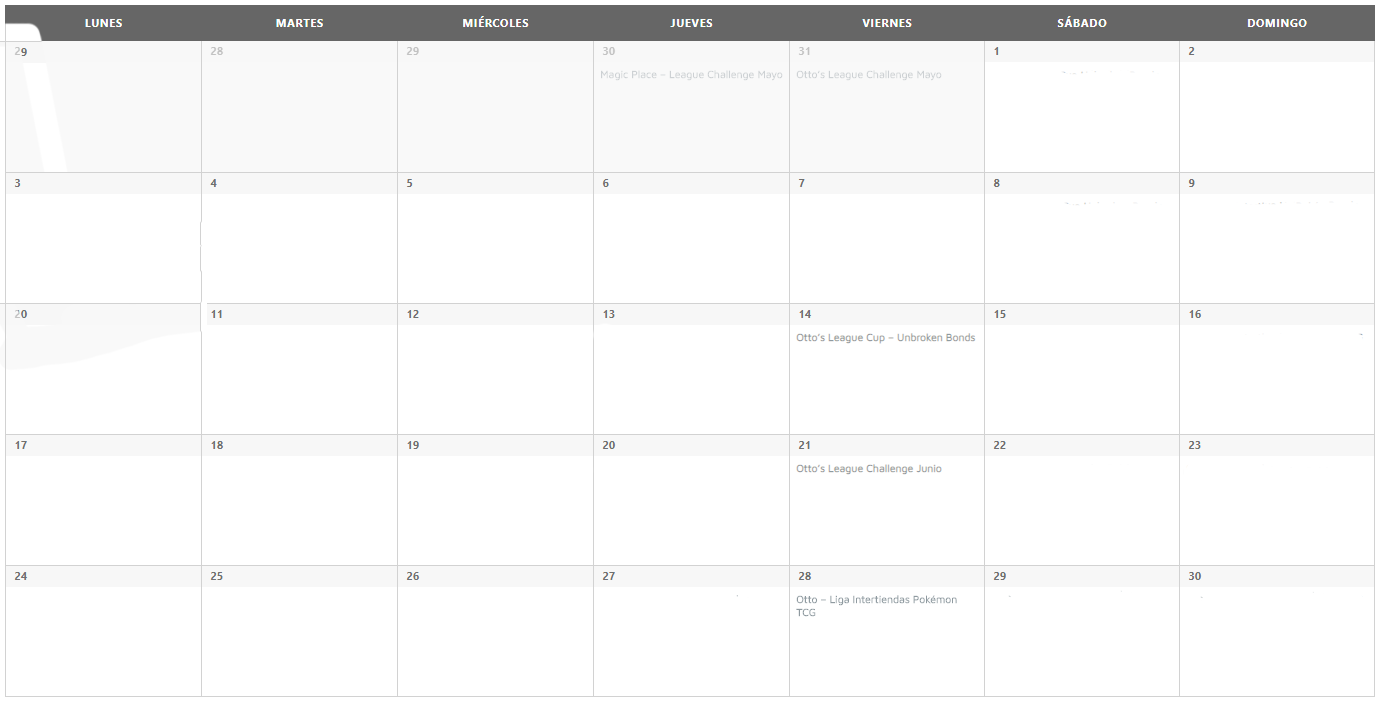 LUNES MARTES MIÉRCOLES JUEVES VIERNES SÁBADO DOMINGO
29 28 29 30 31 1 2
Magic Place – League Challenge Mayo Otto's League Challenge Mayo
3 4 5 6 7 8 9
20 11 12 13 14 15 16
Otto's League Cup – Unbroken Bonds
17 18 19 20 21 22 23
Otto's League Challenge Junio
24 25 26 27 28 29 30
Otto – Liga Intertiendas Pokémon
TCG